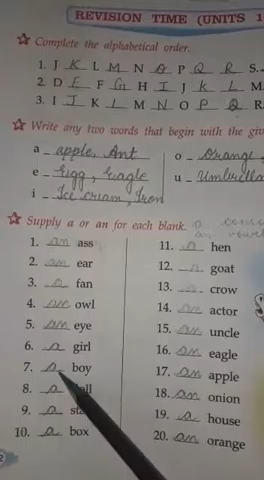 REVISION TIME (UNITS 1
Complete the alphabetical order.
1. J K L M N O P Q R S.
2. D E F G H I J K L M
3. I J K L M N O P Q R
Write any two words that begin with the give
a apple, Ant
o Orange,
e Egg, Eagle
u Umbrella
i Ice cream, Iron
Supply a or an for each blank.
1. an ass
2. an ear
3. a fan
4. an owl
5. an eye
6. a girl
7. a boy
8. a
9. a
10. a box
11. a hen
12. a goat
13. a crow
14. an actor
15. an uncle
16. an eagle
17. an apple
18. an onion
19. a house
20. an orange